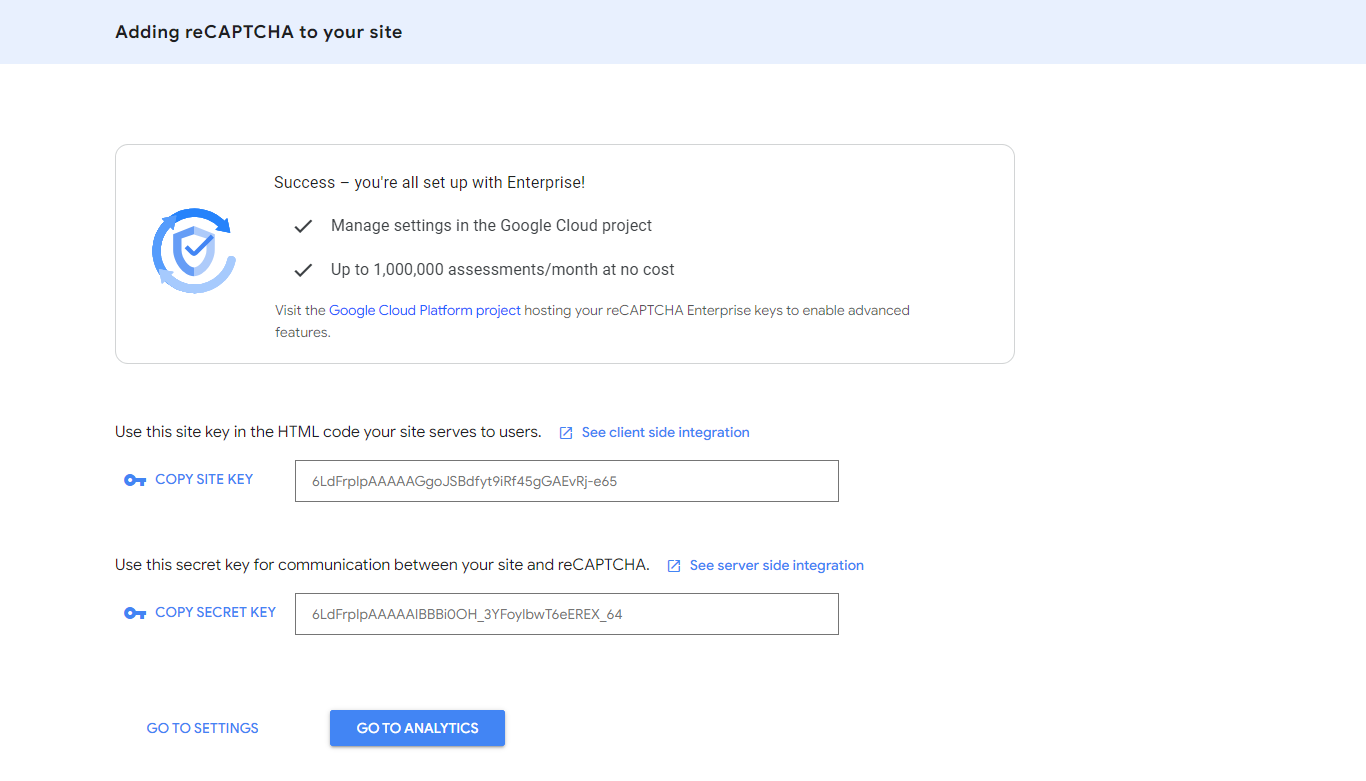 Adding reCAPTCHA to your site
Success – you're all set up with Enterprise!
Manage settings in the Google Cloud project
Up to 1,000,000 assessments/month at no cost
Visit the Google Cloud Platform project hosting your reCAPTCHA Enterprise keys to enable advanced
features.
Use this site key in the HTML code your site serves to users. See client side integration
COPY SITE KEY 6LdFrpIpAAAAAGgoJSBdfyt9iRf45gGAEvRj-e65
Use this secret key for communication between your site and reCAPTCHA. See server side integration
COPY SECRET KEY 6LdFrpIpAAAAAIBBBi0OH_3YFoyIbwT6eEREX_64
GO TO SETTINGS GO TO ANALYTICS